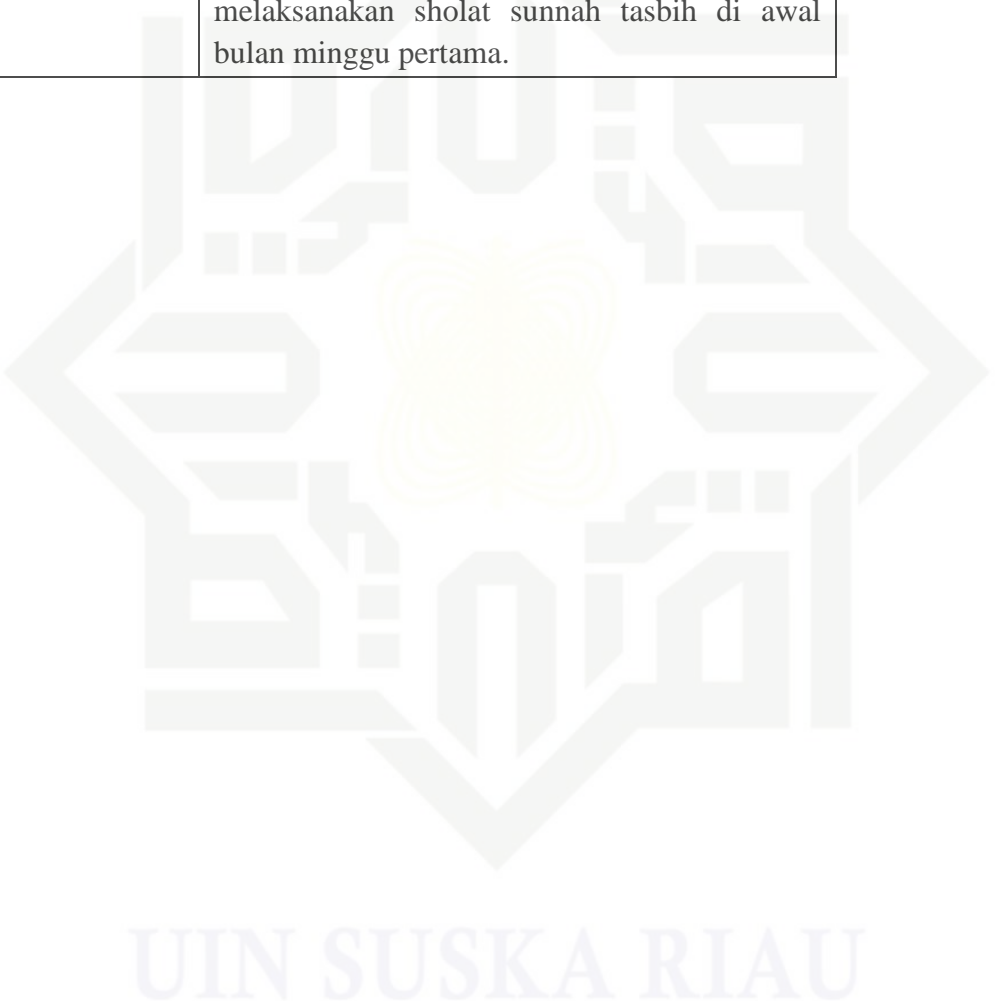 melaksanakan sholat sunnah tasbih di awal
bulan minggu pertama.
UIN SUSKA RIAU